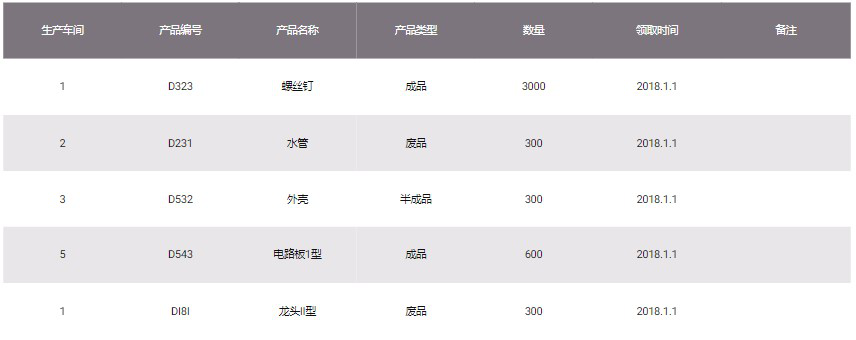 生产车间 产品编号 产品名称 产品类型 数量 领取时间 备注
1 D323 螺丝钉 成品 3000 2018.1.1
2 D231 水管 废品 300 2018.1.1
3 D532 外壳 半成品 300 2018.1.1
5 D543 电路板1型 成品 600 2018.1.1
1 DI8I 龙头II型 废品 300 2018.1.1